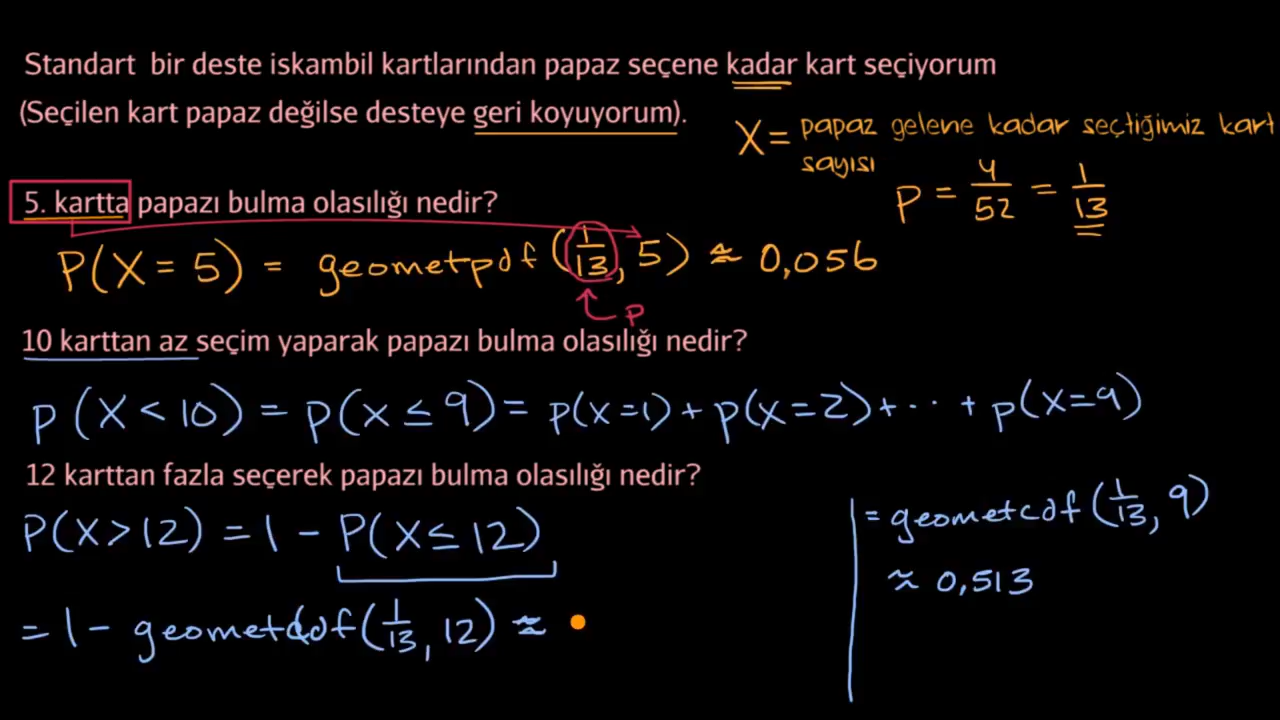 Standart bir deste iskambil kartlarından papaz seçene kadar kart seçiyorum
(Seçilen kart papaz değilse desteye geri koyuyorum).
X = papaz gelene kadar seçtiğimiz kart
sayısı
P = 4/52 = 1/13
5. kartta papazı bulma olasılığı nedir?
P(X = 5) = geometpdf(1/13, 5) ≈ 0,056
P
10 karttan az seçim yaparak papazı bulma olasılığı nedir?
P(X < 10) = P(X ≤ 9) = P(X=1) + P(X=2) + ... + P(X=9)
12 karttan fazla seçerek papazı bulma olasılığı nedir?
= geometcdf(1/13, 9)
≈ 0,513
P(X > 12) = 1 - P(X ≤ 12)
= 1 - geometcdf(1/13, 12) ≈